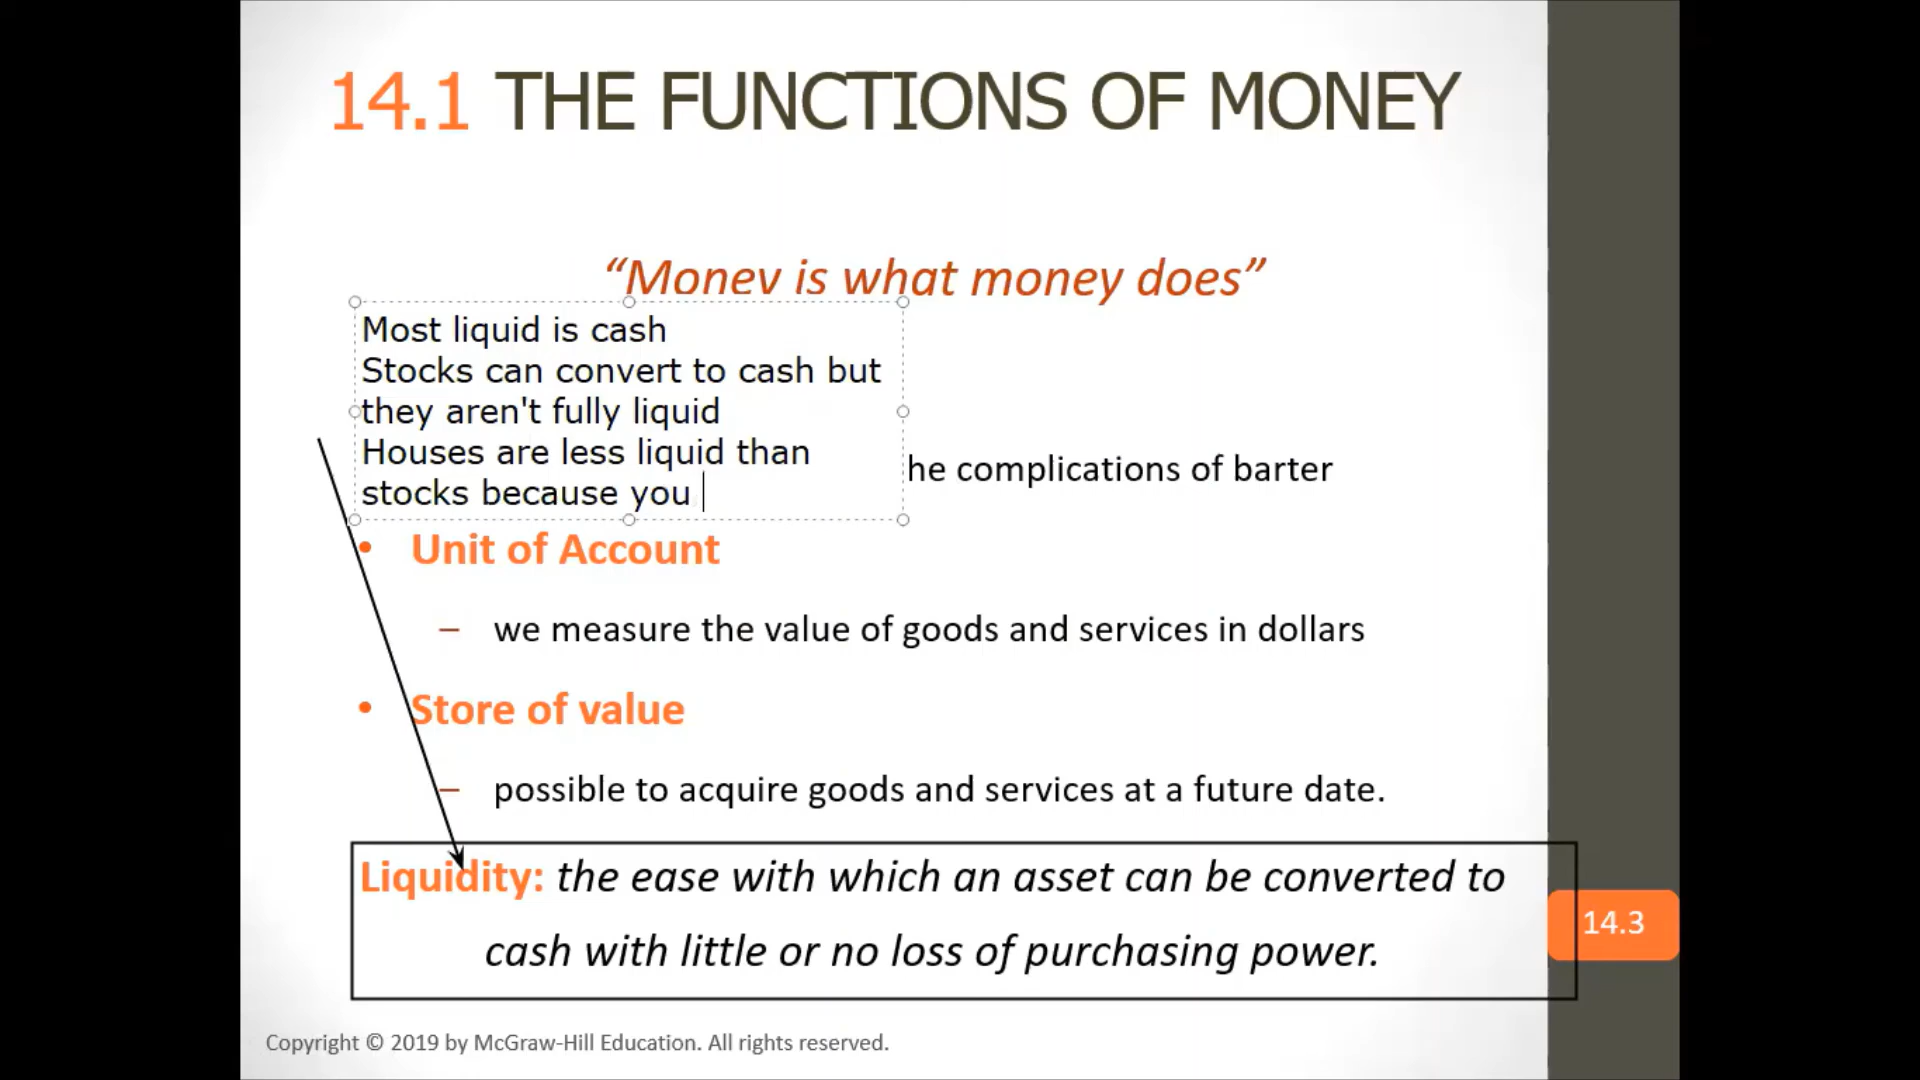 14.1 THE FUNCTIONS OF MONEY
“Money is what money does”
Most liquid is cash
Stocks can convert to cash but
they aren't fully liquid
Houses are less liquid than
stocks because you
he complications of barter
• Unit of Account
– we measure the value of goods and services in dollars
• Store of value
– possible to acquire goods and services at a future date.
Liquidity: the ease with which an asset can be converted to
cash with little or no loss of purchasing power.
14.3
Copyright © 2019 by McGraw-Hill Education. All rights reserved.